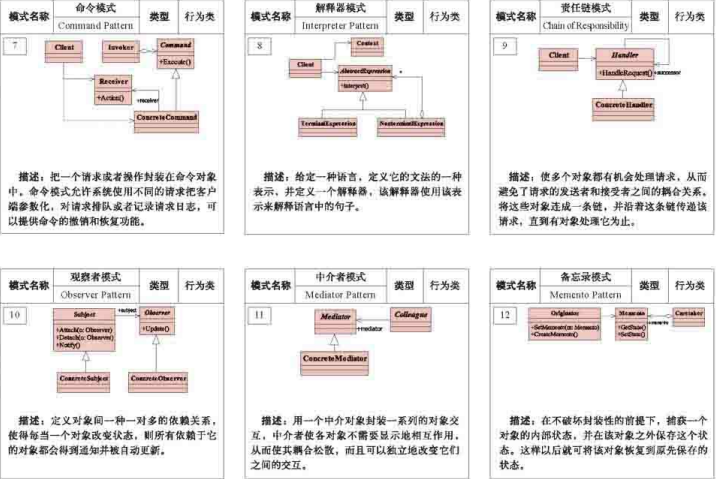 模式名称
命令模式
Command Pattern
类型
行为类
7
Client
Invoker
Command
+Execute()
Receiver
+Action()
+receiver
ConcreteCommand
描述：把一个请求或者操作封装在命令对象
中。命令模式允许系统使用不同的请求把客户
端参数化，对请求排队或者记录请求日志，可
以提供命令的撤销和恢复功能。
模式名称
解释器模式
Interpreter Pattern
类型
行为类
8
Context
Client
AbstractExpression
+Interpret()
TerminalExpression
NonterminalExpression
描述：给定一种语言，定义它的文法的一种
表示，并定义一个解释器，该解释器使用该表
示来解释语言中的句子。
模式名称
责任链模式
Chain of Responsibility
类型
行为类
9
Client
Handler
+HandleRequest()
+successor
ConcreteHandler
描述：使多个对象都有机会处理请求，从而
避免了请求的发送者和接受者之间的耦合关系。
将这些对象连成一条链，并沿着这条链传递该
请求，直到有对象处理它为止。
模式名称
观察者模式
Observer Pattern
类型
行为类
10
Subject
+Attach(o: Observer)
+Detach(o: Observer)
+Notify()
+subject
Observer
+Update()
ConcreteSubject
ConcreteObserver
描述：定义对象间一种一对多的依赖关系，
使得每当一个对象改变状态，则所有依赖于它
的对象都会得到通知并被自动更新。
模式名称
中介者模式
Mediator Pattern
类型
行为类
11
Mediator
Colleague
+mediator
ConcreteMediator
描述：用一个中介对象封装一系列的对象交
互，中介者使各对象不需要显示地相互作用，
从而使其耦合松散，而且可以独立地改变它们
之间的交互。
模式名称
备忘录模式
Memento Pattern
类型
行为类
12
Originator
+SetMemento(m: Memento)
+CreateMemento()
Memento
+GetState()
+SetState()
+memento
Caretaker
描述：在不破坏封装性的前提下，捕获一个
对象的内部状态，并在该对象之外保存这个状
态。这样以后就可将该对象恢复到原先保存的
状态。